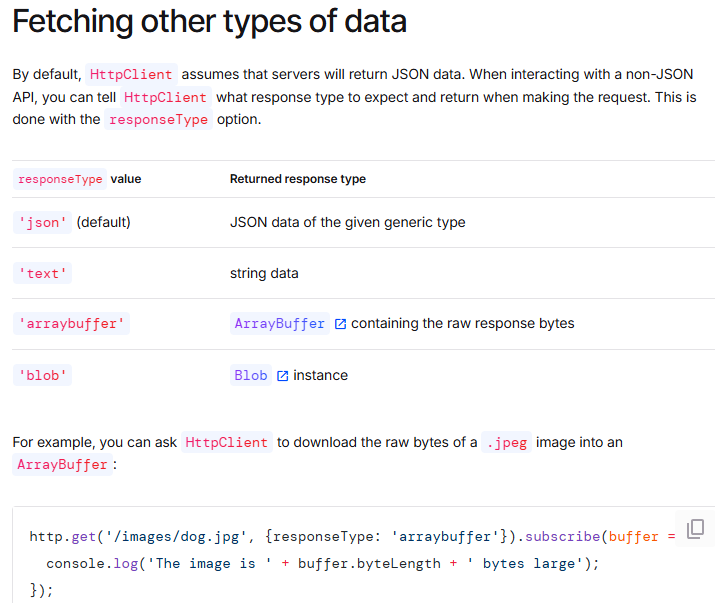 Fetching other types of data
By default, HttpClient assumes that servers will return JSON data. When interacting with a non-JSON
API, you can tell HttpClient what response type to expect and return when making the request. This is
done with the responseType option.
responseType value Returned response type
'json' (default) JSON data of the given generic type
'text' string data
'arraybuffer' ArrayBuffer containing the raw response bytes
'blob' Blob instance
For example, you can ask HttpClient to download the raw bytes of a .jpeg image into an
ArrayBuffer :
http.get('/images/dog.jpg', {responseType: 'arraybuffer'}).subscribe(buffer =
console.log('The image is ' + buffer.byteLength + ' bytes large');
});